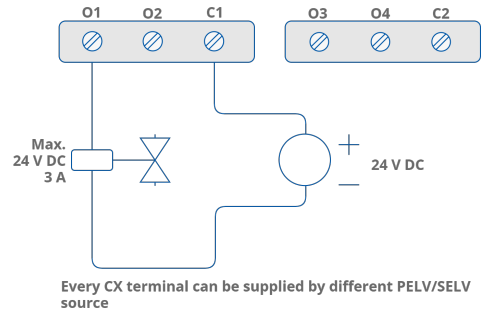 O1 O2 C1 O3 O4 C2
Max.
24 V DC
3 A
24 V DC
Every CX terminal can be supplied by different PELV/SELV
source